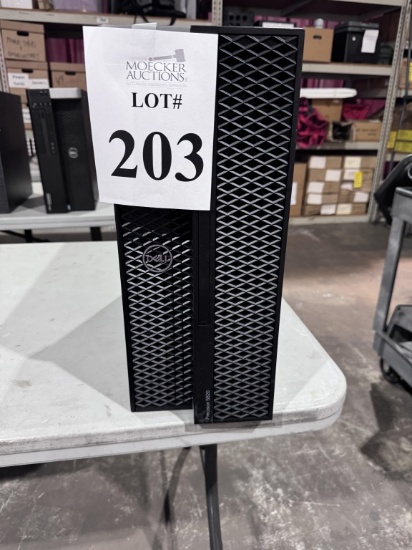 MOECKER
AUCTIONS
LOT#
203
DELL